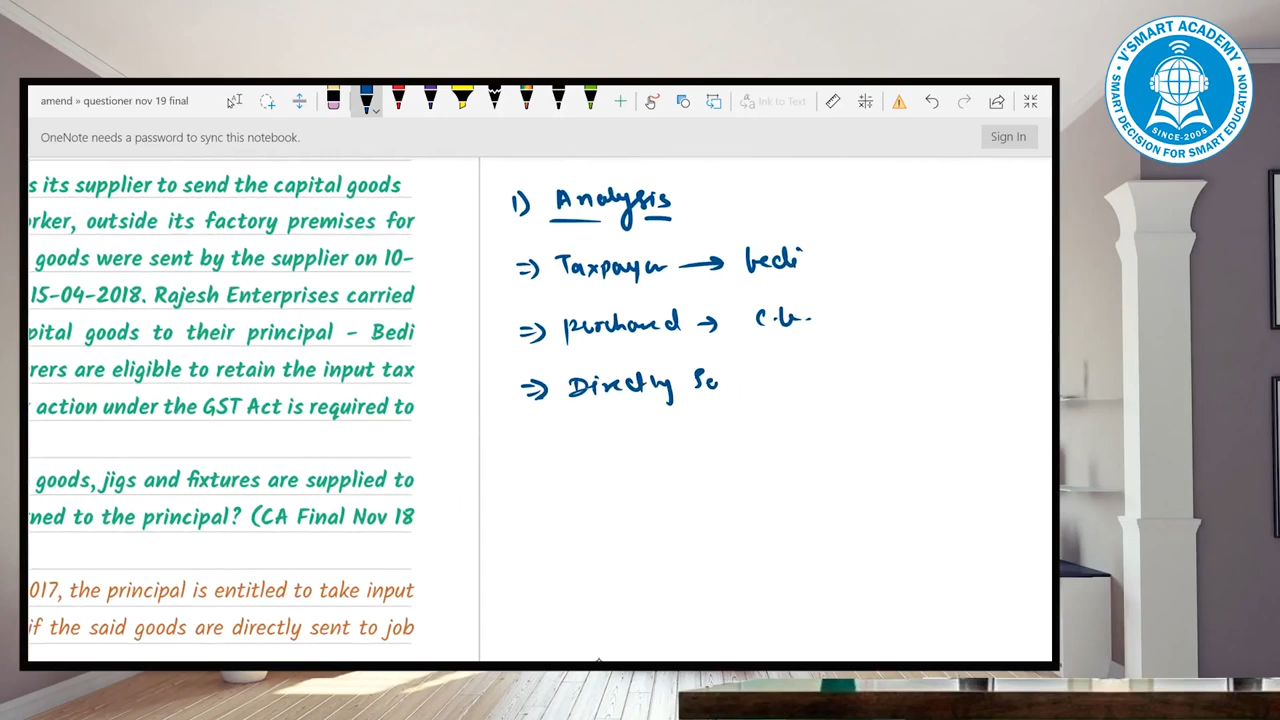 V'SMART ACADEMY
SMART DECISION FOR SMART EDUCATION
SINCE-2005
amend » questioner nov 19 final
Ink to Text
OneNote needs a password to sync this notebook.
Sign In
s its supplier to send the capital goods
rker, outside its factory premises for
goods were sent by the supplier on 10-
15-04-2018. Rajesh Enterprises carried
pital goods to their principal - Bedi
rers are eligible to retain the input tax
action under the GST Act is required to
goods, jigs and fixtures are supplied to
ned to the principal? (CA Final Nov 18
017, the principal is entitled to take input
if the said goods are directly sent to job
1) Analysis
⇒ Taxpayer → bedi
⇒ purchased → c.g.
⇒ Directly